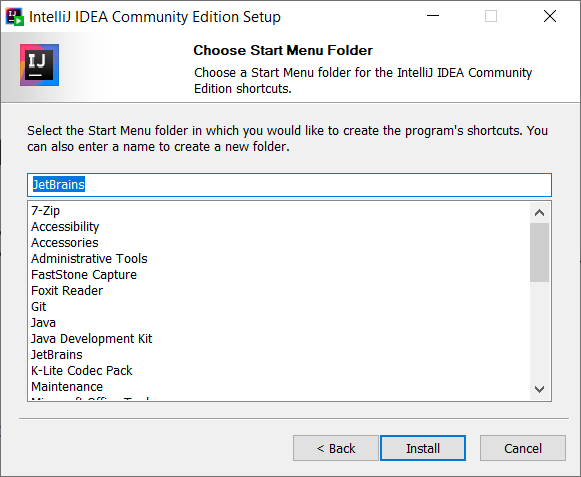 IntelliJ IDEA Community Edition Setup
IJ
Choose Start Menu Folder
Choose a Start Menu folder for the IntelliJ IDEA Community
Edition shortcuts.
Select the Start Menu folder in which you would like to create the program's shortcuts. You
can also enter a name to create a new folder.
JetBrains
7-Zip
Accessibility
Accessories
Administrative Tools
FastStone Capture
Foxit Reader
Git
Java
Java Development Kit
JetBrains
K-Lite Codec Pack
Maintenance
< Back
Install
Cancel